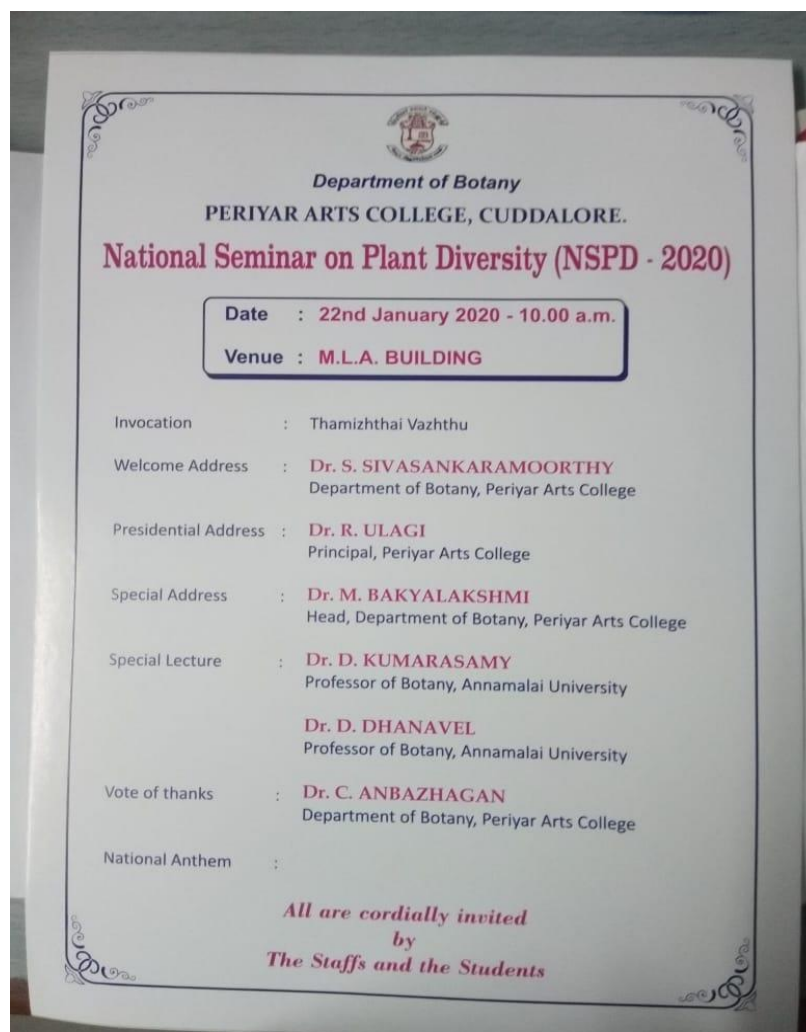 Department of Botany
PERIYAR ARTS COLLEGE, CUDDALORE.
National Seminar on Plant Diversity (NSPD - 2020)
Date : 22nd January 2020 - 10.00 a.m.
Venue : M.L.A. BUILDING
Invocation : Thamizhthai Vazhthu
Welcome Address : Dr. S. SIVASANKARAMOORTHY
Department of Botany, Periyar Arts College
Presidential Address : Dr. R. ULAGI
Principal, Periyar Arts College
Special Address : Dr. M. BAKYALAKSHMI
Head, Department of Botany, Periyar Arts College
Special Lecture : Dr. D. KUMARASAMY
Professor of Botany, Annamalai University
Dr. D. DHANAVEL
Professor of Botany, Annamalai University
Vote of thanks : Dr. C. ANBAZHAGAN
Department of Botany, Periyar Arts College
National Anthem :
All are cordially invited
by
The Staffs and the Students